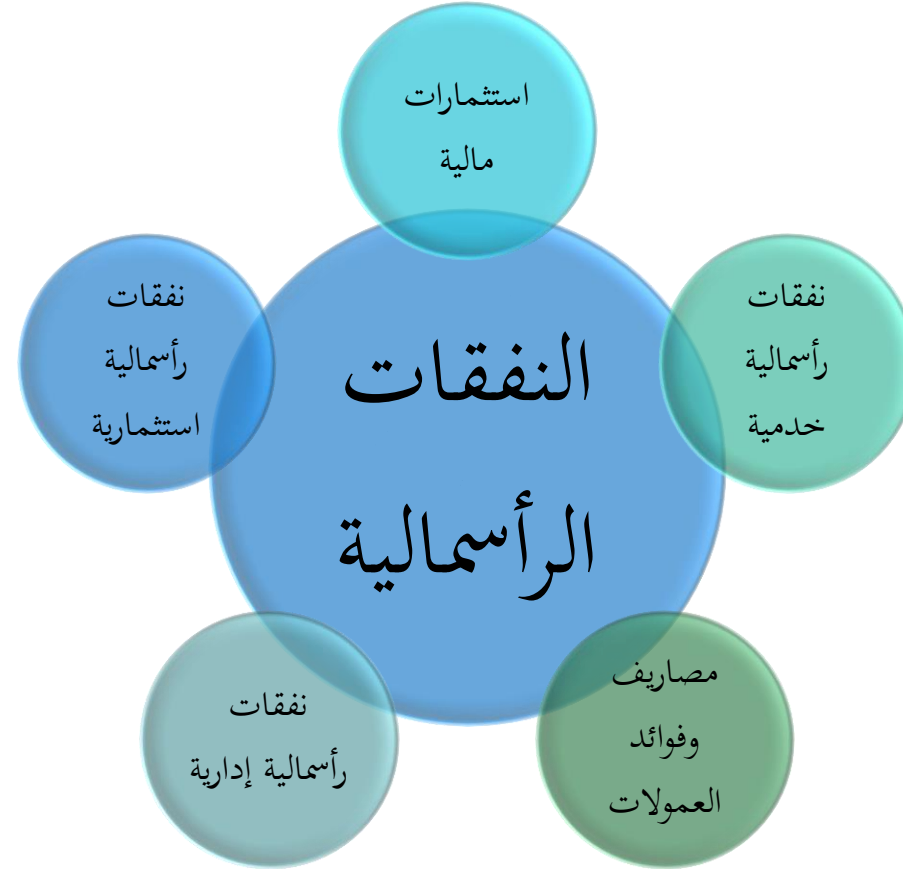 استثمارات
مالية
النفقات
الرأسمالية
نفقات
رأسمالية
خدمية
مصاريف
وفوائد
العمولات
نفقات
رأسمالية إدارية
نفقات
رأسمالية
استثمارية